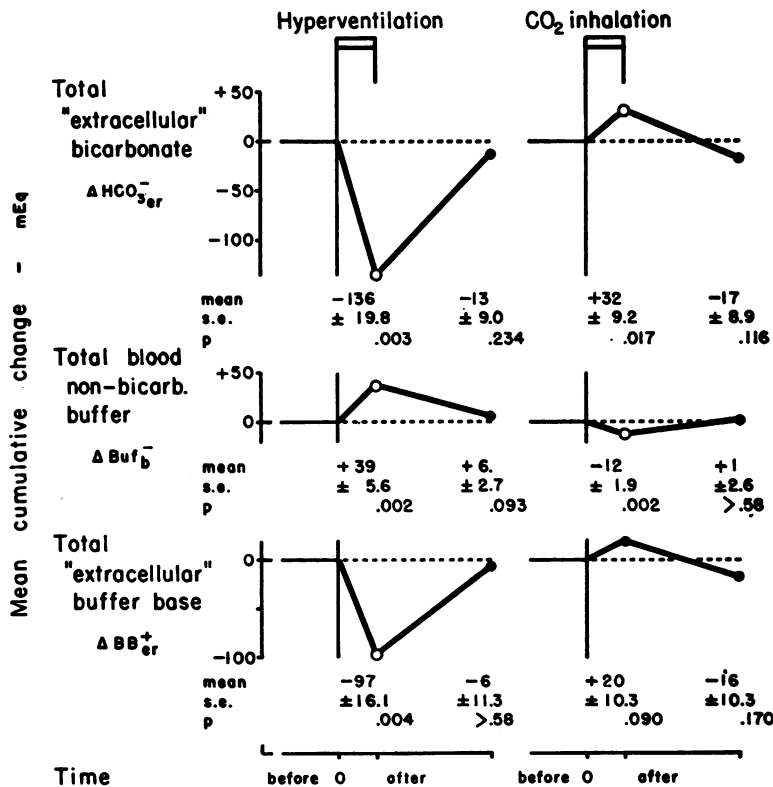 Hyperventilation CO2 inhalation
Mean cumulative change - mEq
Total
"extracellular"
bicarbonate
Δ HCO3⁻er
+50
0
-50
-100
mean -136 -13 +32 -17
s.e. ± 19.8 ± 9.0 ± 9.2 ± 8.9
p .003 .234 .017 .116
Total blood
non-bicarb.
buffer
Δ Buf⁻b
+50
0
mean + 39 + 6. -12 +1
s.e. ± 5.6 ± 2.7 ± 1.9 ±2.6
p .002 .093 .002 >.58
Total
"extracellular"
buffer base
Δ BB⁺er
0
-100
mean -97 -6 +20 -16
s.e. ±16.1 ±11.3 ±10.3 ±10.3
p .004 >.58 .090 .170
Time before 0 after before 0 after